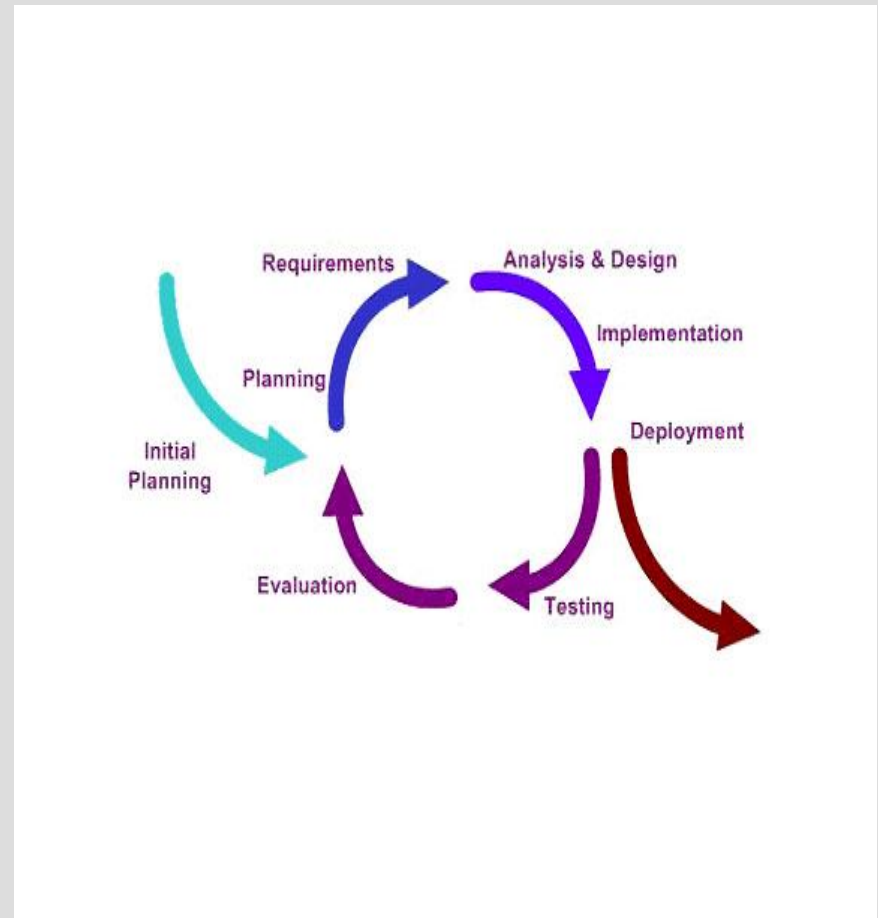 Requirements
Analysis & Design
Implementation
Planning
Deployment
Initial
Planning
Evaluation
Testing